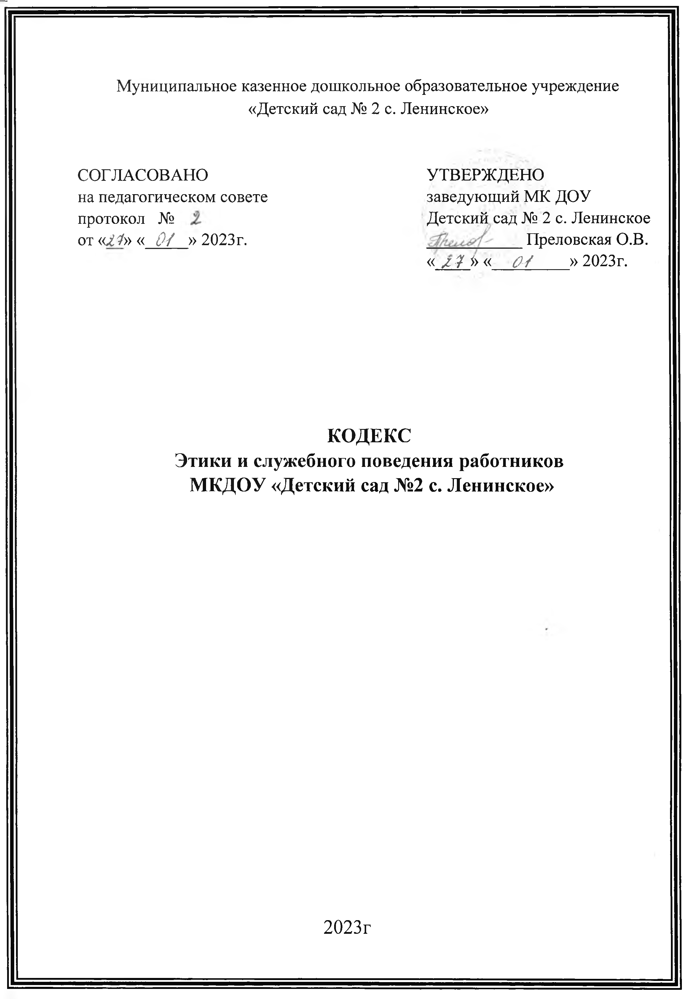 Муниципальное казенное дошкольное образовательное учреждение
«Детский сад № 2 с. Ленинское»
СОГЛАСОВАНО
на педагогическом совете
протокол № 2
от «27» «01» 2023г.
УТВЕРЖДЕНО
заведующий МК ДОУ
Детский сад № 2 с. Ленинское
Преловская О.В.
«27» «01» 2023г.
КОДЕКС
Этики и служебного поведения работников
МКДОУ «Детский сад №2 с. Ленинское»
2023г